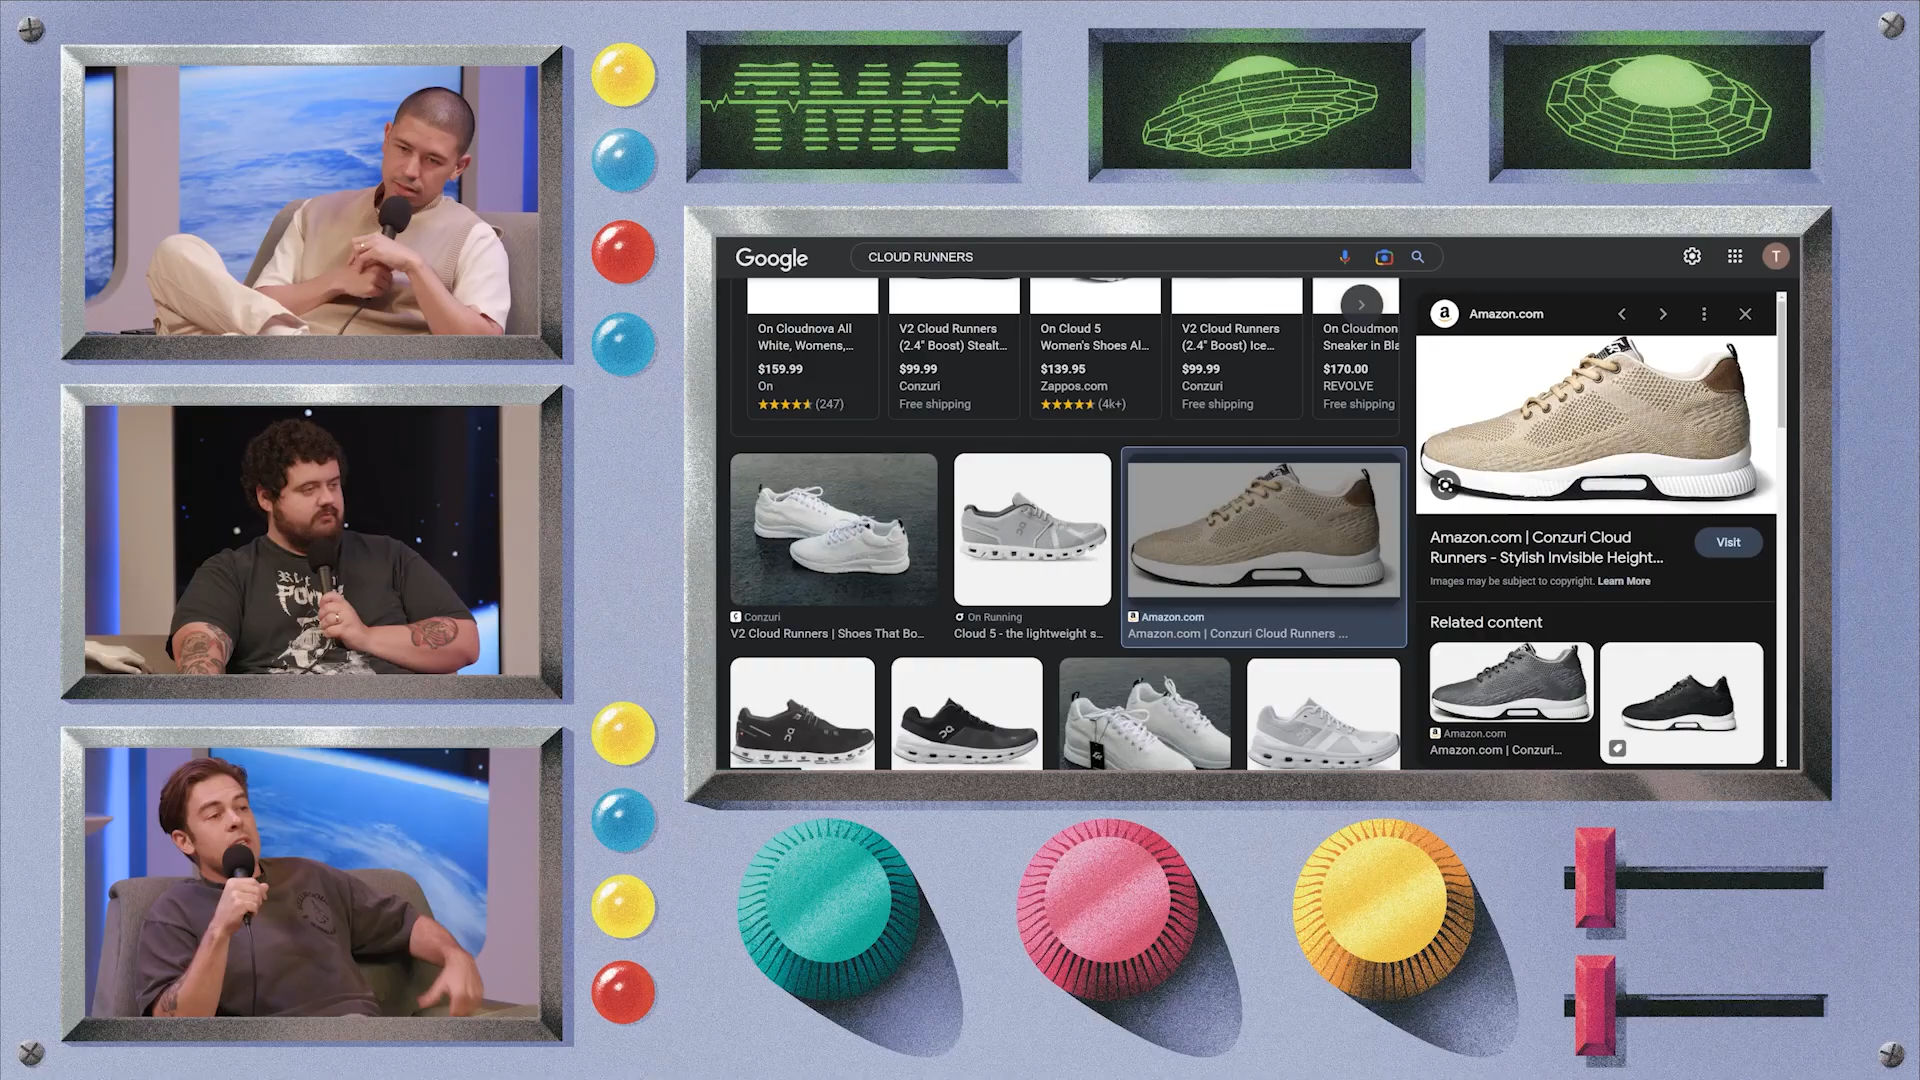 TMG
Google
CLOUD RUNNERS
T
On Cloudnova All
White, Womens,...
$159.99
On
(247)
V2 Cloud Runners
(2.4" Boost) Stealt...
$99.99
Conzuri
Free shipping
On Cloud 5
Women's Shoes Al...
$139.95
Zappos.com
(4k+)
V2 Cloud Runners
(2.4" Boost) Ice...
$99.99
Conzuri
Free shipping
On Cloudmon
Sneaker in Bla
$170.00
REVOLVE
Free shipping
Conzuri
V2 Cloud Runners | Shoes That Bo...
On Running
Cloud 5 - the lightweight s...
Amazon.com
Amazon.com | Conzuri Cloud Runners ...
Amazon.com
Amazon.com | Conzuri Cloud
Runners - Stylish Invisible Height...
Visit
Images may be subject to copyright. Learn More
Related content
Amazon.com
Amazon.com | Conzuri...